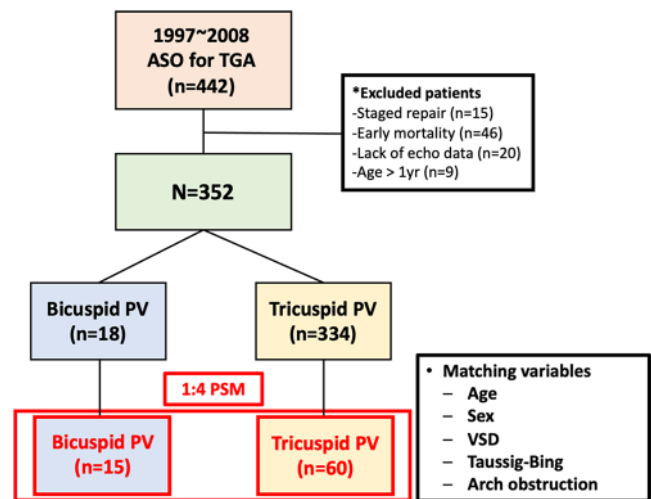 1997~2008
ASO for TGA
(n=442)
*Excluded patients
-Staged repair (n=15)
-Early mortality (n=46)
-Lack of echo data (n=20)
-Age > 1yr (n=9)
N=352
Bicuspid PV
(n=18)
Tricuspid PV
(n=334)
1:4 PSM
Bicuspid PV
(n=15)
Tricuspid PV
(n=60)
• Matching variables
– Age
– Sex
– VSD
– Taussig-Bing
– Arch obstruction